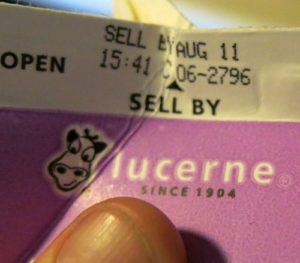 SELL BY AUG 11
OPEN
15:41 C 06-2796
SELL BY
lucerne®
SINCE 1904